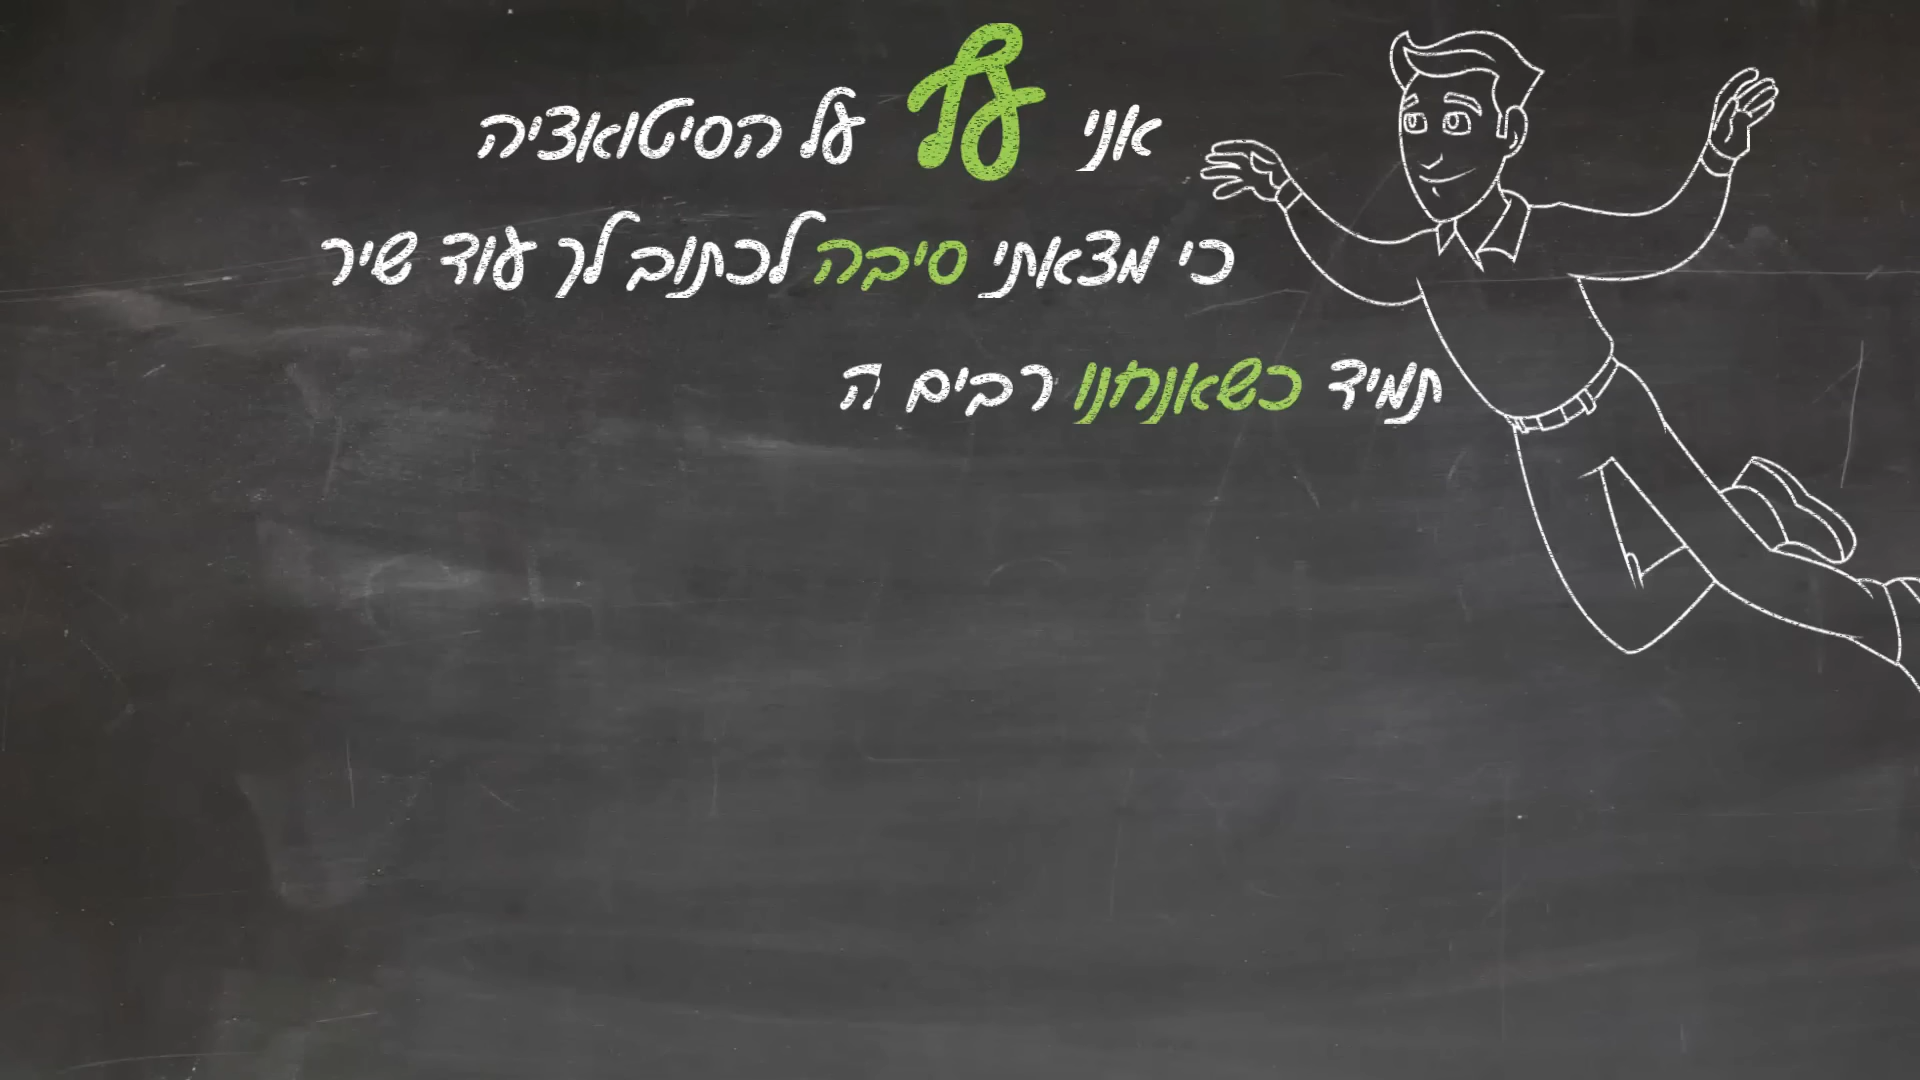 אני עף על הסיטואציה
כי מצאתי סיבה לכתוב לך עוד שיר
תמיד כשאנחנו רבים ה